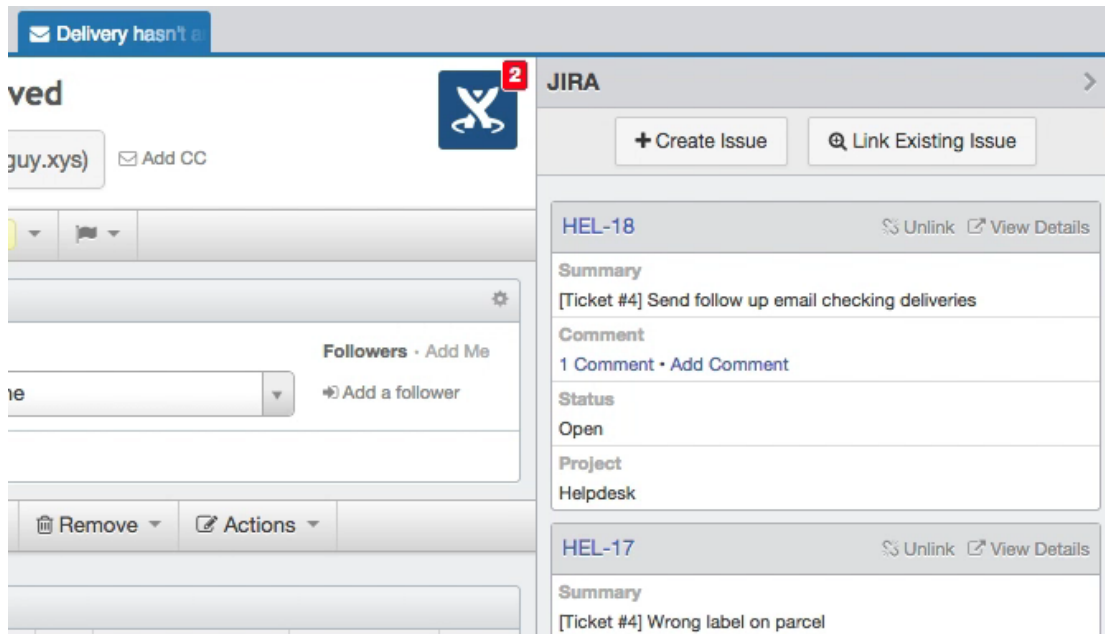 Delivery hasn't
ved
2
guy.xys)
Add CC
Followers · Add Me
ne
Add a follower
Remove
Actions
JIRA
Create Issue
Link Existing Issue
HEL-18
Unlink
View Details
Summary
[Ticket #4] Send follow up email checking deliveries
Comment
1 Comment • Add Comment
Status
Open
Project
Helpdesk
HEL-17
Unlink
View Details
Summary
[Ticket #4] Wrong label on parcel